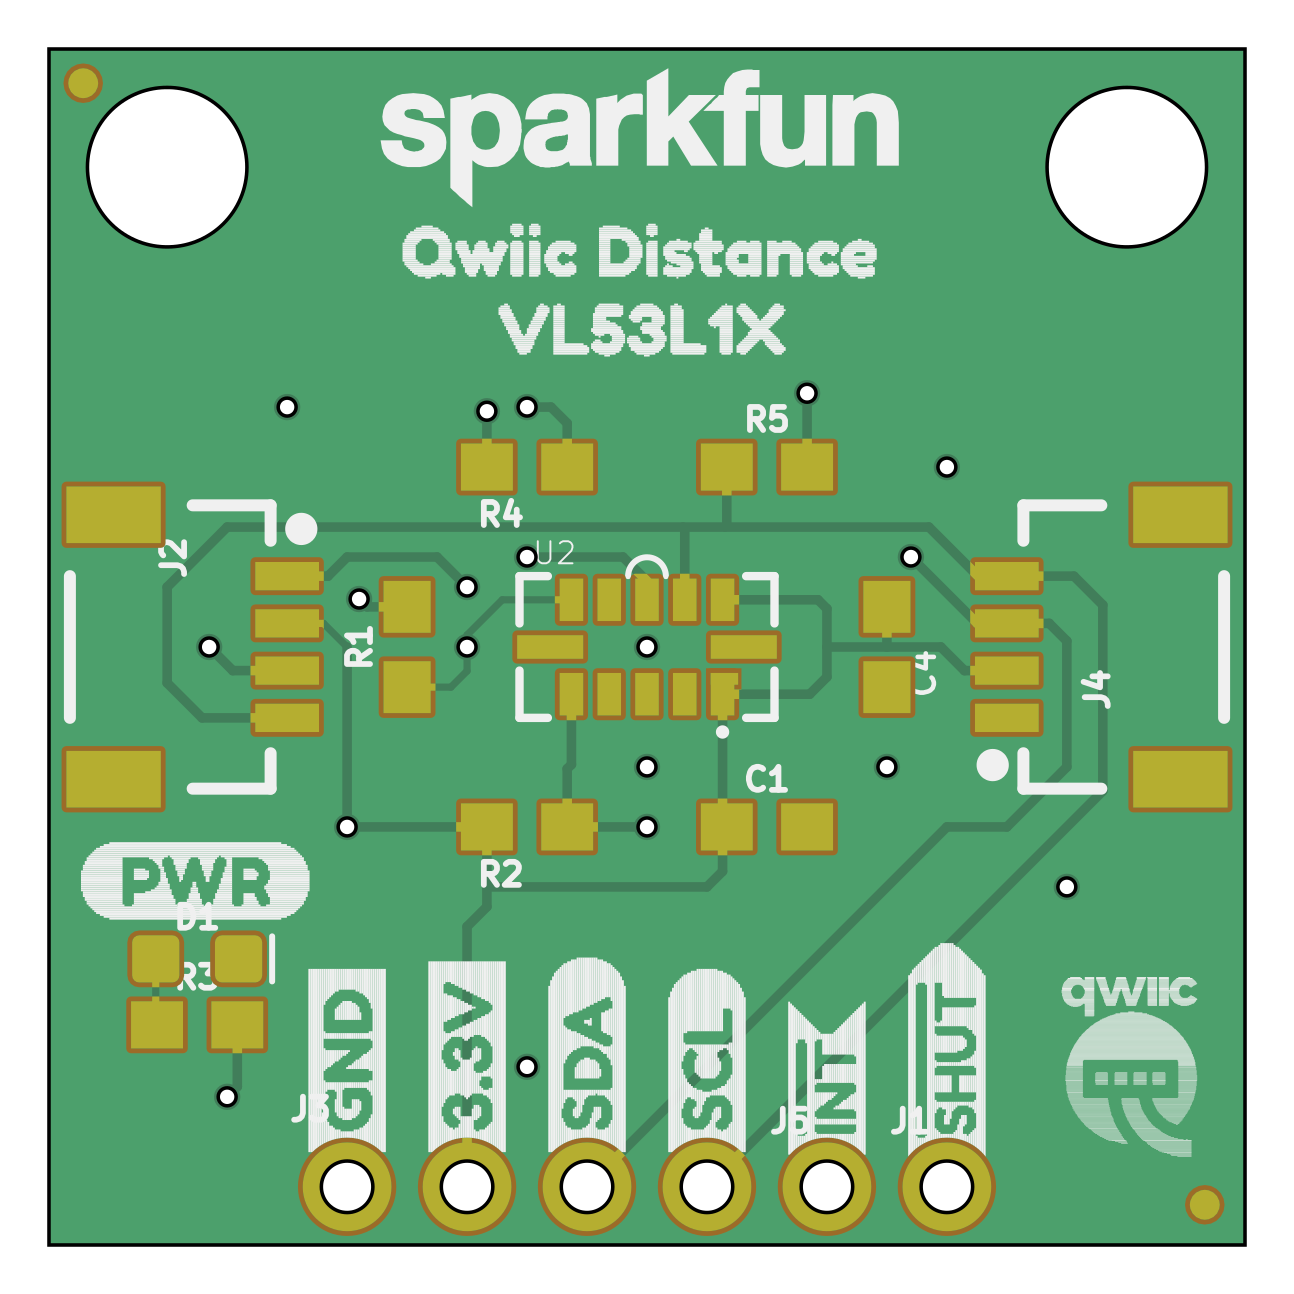 sparkfun
Qwiic Distance
VL53L1X
R5
R4
U2
J2
R1
C4
J4
C1
R2
PWR
D1
R3
GND
3.3V
SDA
SCL
INT
SHUT
qwiic
J3
J5
J1